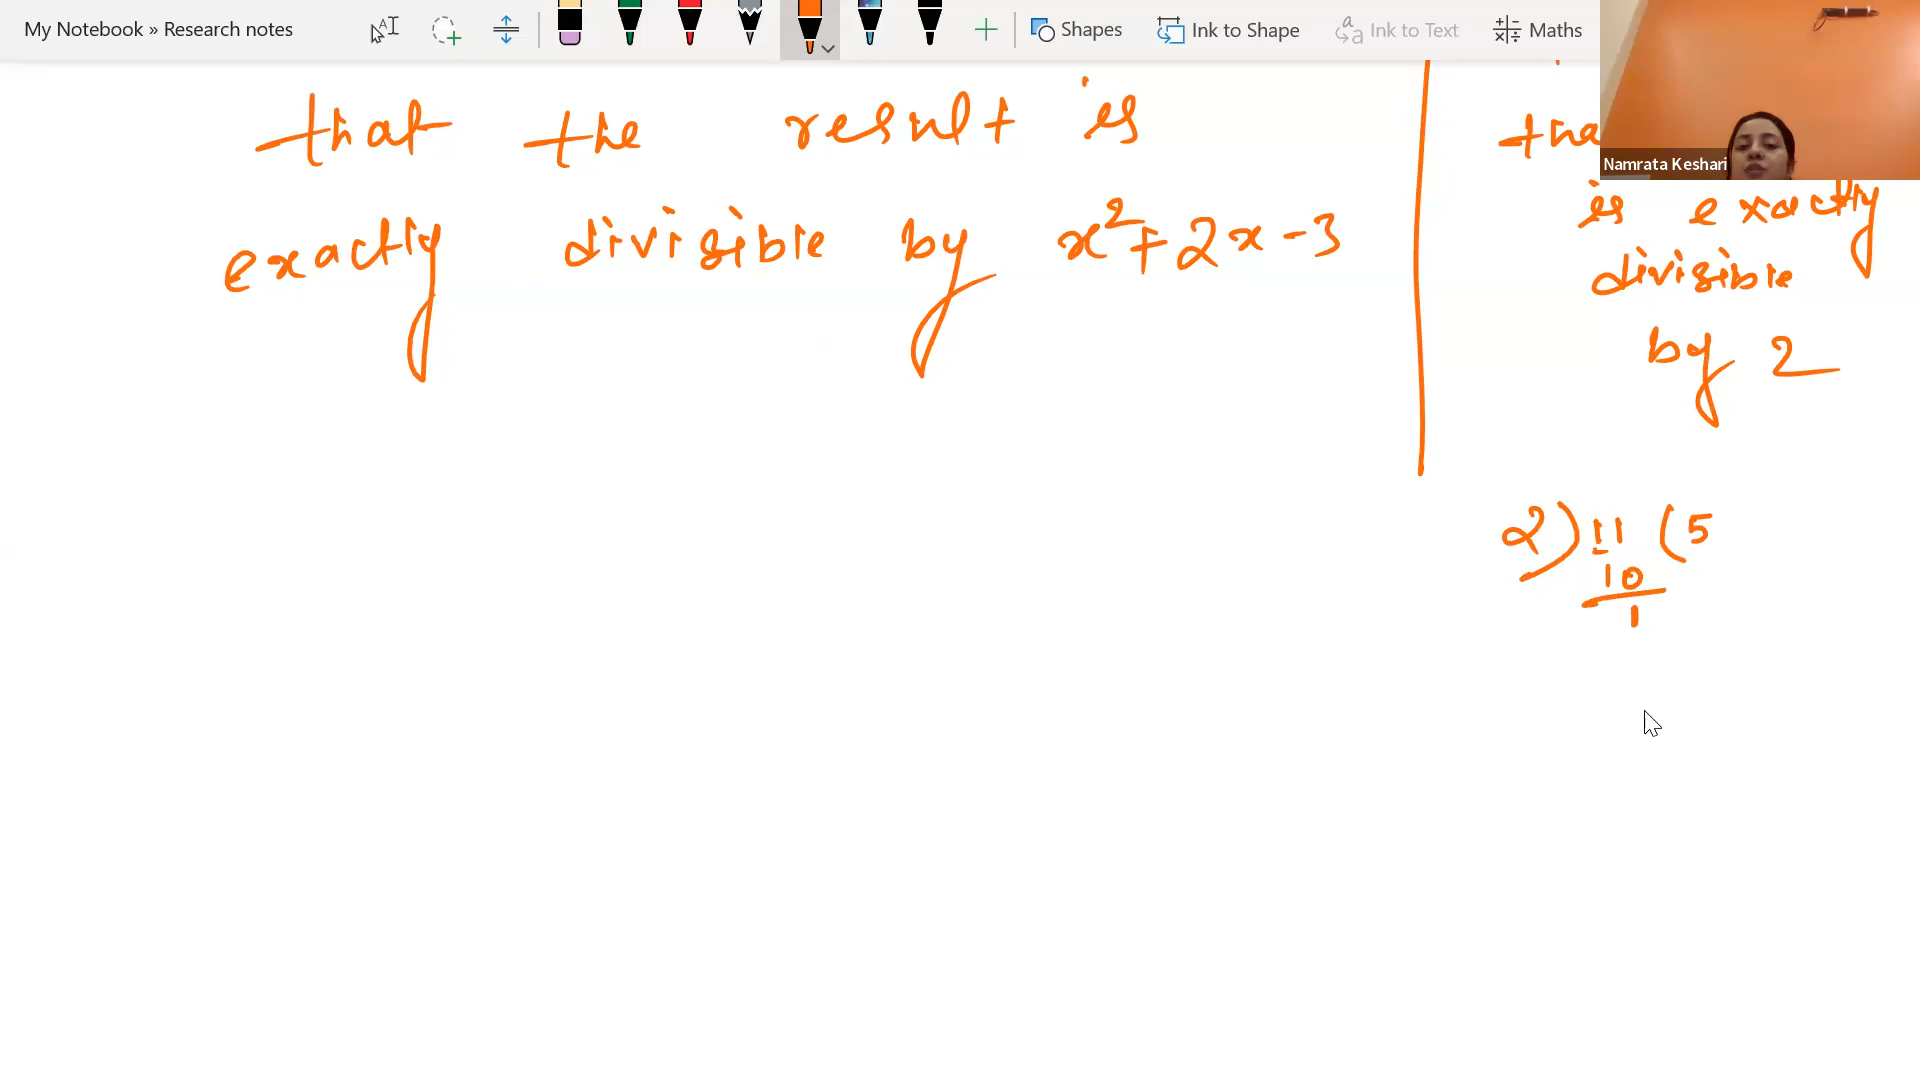 My Notebook » Research notes
Shapes
Ink to Shape
Ink to Text
Maths
Namrata Keshari
that the result is
exactly divisible by x²+2x-3
the
is exactly
divisible
by 2
2) 11 (5
10
1